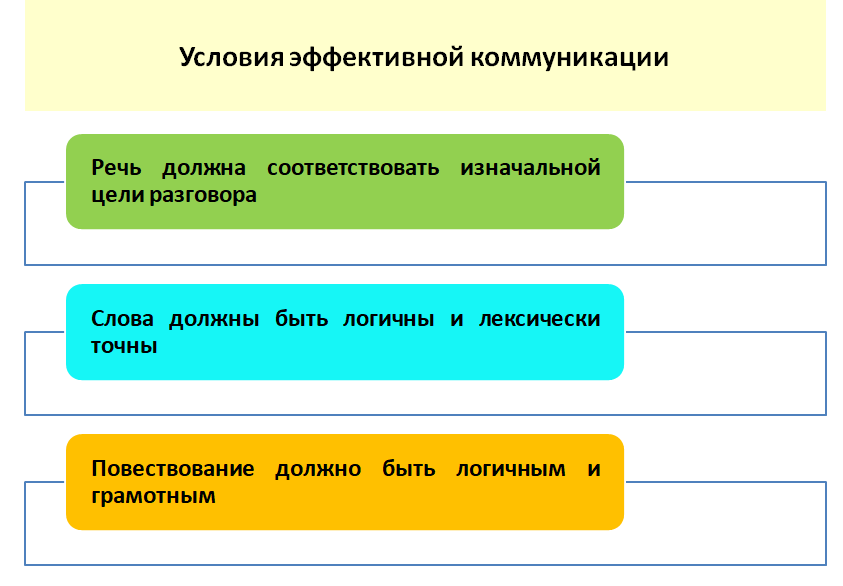 Условия эффективной коммуникации
Речь должна соответствовать изначальной
цели разговора
Слова должны быть логичны и лексически
точны
Повествование должно быть логичным и
грамотным